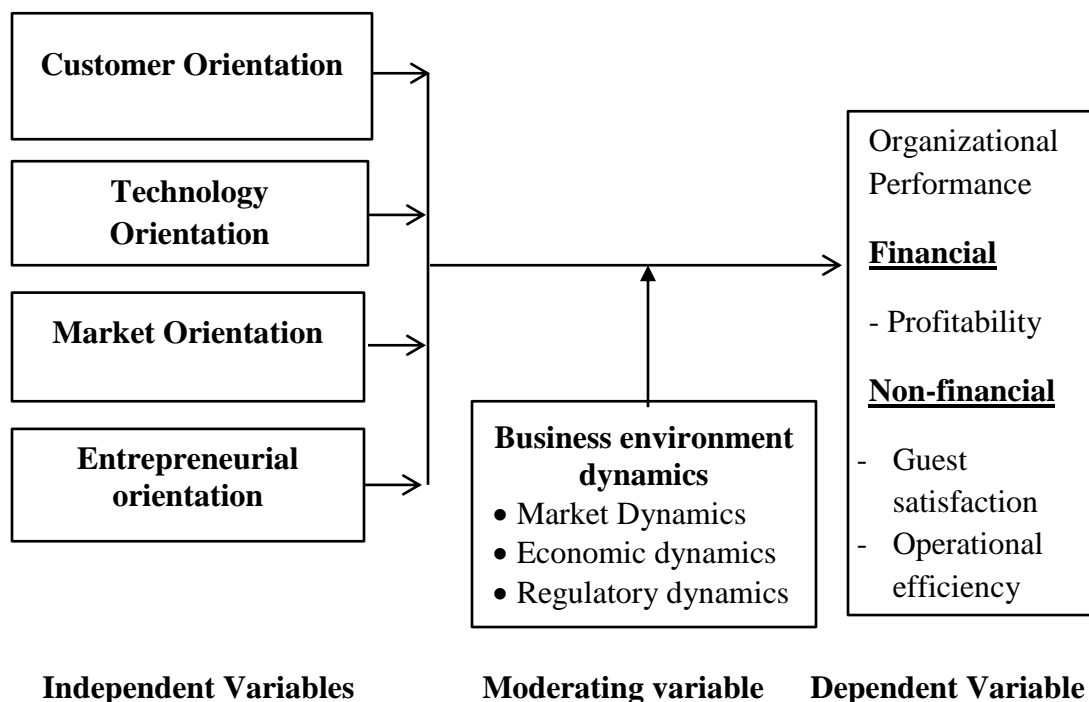 Customer Orientation
Technology
Orientation
Market Orientation
Entrepreneurial
orientation
Business environment
dynamics
• Market Dynamics
• Economic dynamics
• Regulatory dynamics
Organizational
Performance
Financial
- Profitability
Non-financial
- Guest
satisfaction
- Operational
efficiency
Independent Variables
Moderating variable
Dependent Variable